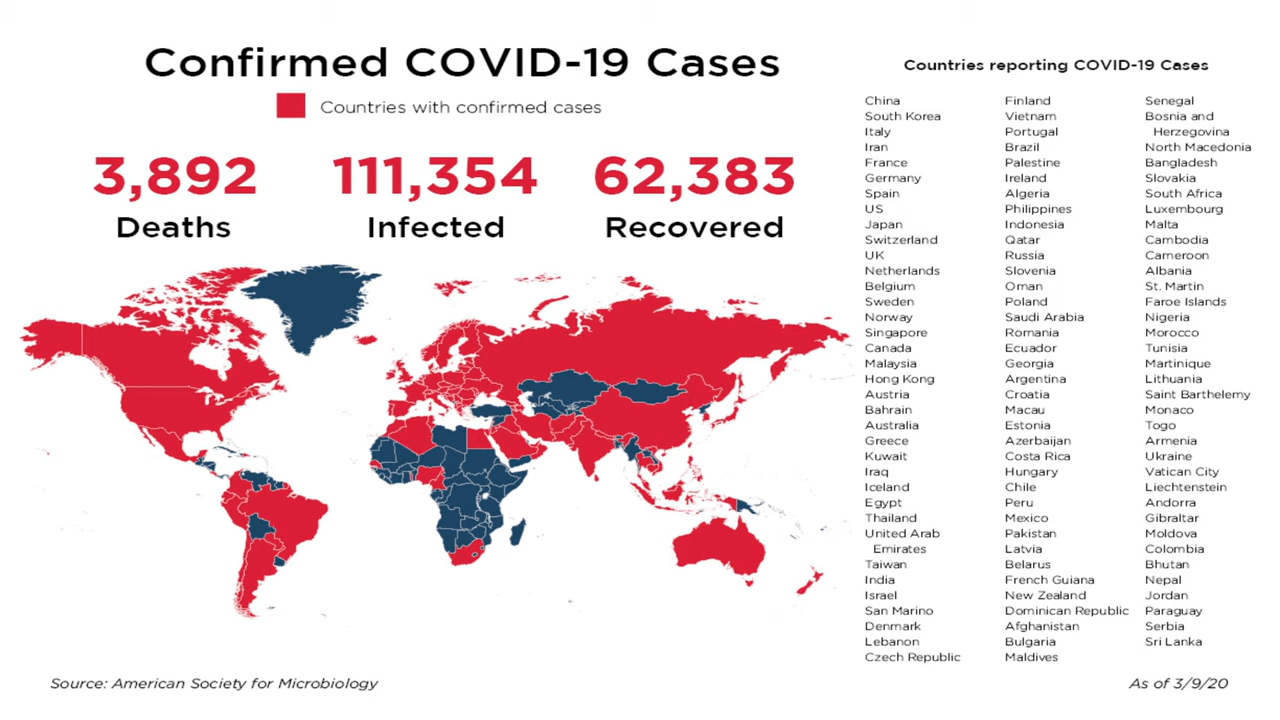 Confirmed COVID-19 Cases
Countries with confirmed cases
3,892
Deaths
111,354
Infected
62,383
Recovered
Countries reporting COVID-19 Cases
China
South Korea
Italy
Iran
France
Germany
Spain
US
Japan
Switzerland
UK
Netherlands
Belgium
Sweden
Norway
Singapore
Canada
Malaysia
Hong Kong
Austria
Bahrain
Australia
Greece
Kuwait
Iraq
Iceland
Egypt
Thailand
United Arab
Emirates
Taiwan
India
Israel
San Marino
Denmark
Lebanon
Czech Republic
Finland
Vietnam
Portugal
Brazil
Palestine
Ireland
Algeria
Philippines
Indonesia
Qatar
Russia
Slovenia
Oman
Poland
Saudi Arabia
Romania
Ecuador
Georgia
Argentina
Croatia
Macau
Estonia
Azerbaijan
Costa Rica
Hungary
Chile
Peru
Mexico
Pakistan
Latvia
Belarus
French Guiana
New Zealand
Dominican Republic
Afghanistan
Bulgaria
Maldives
Senegal
Bosnia and
Herzegovina
North Macedonia
Bangladesh
Slovakia
South Africa
Luxembourg
Malta
Cambodia
Cameroon
Albania
St. Martin
Faroe Islands
Nigeria
Morocco
Tunisia
Martinique
Lithuania
Saint Barthelemy
Monaco
Togo
Armenia
Ukraine
Vatican City
Liechtenstein
Andorra
Gibraltar
Moldova
Colombia
Bhutan
Nepal
Jordan
Paraguay
Serbia
Sri Lanka
Source: American Society for Microbiology
As of 3/9/20